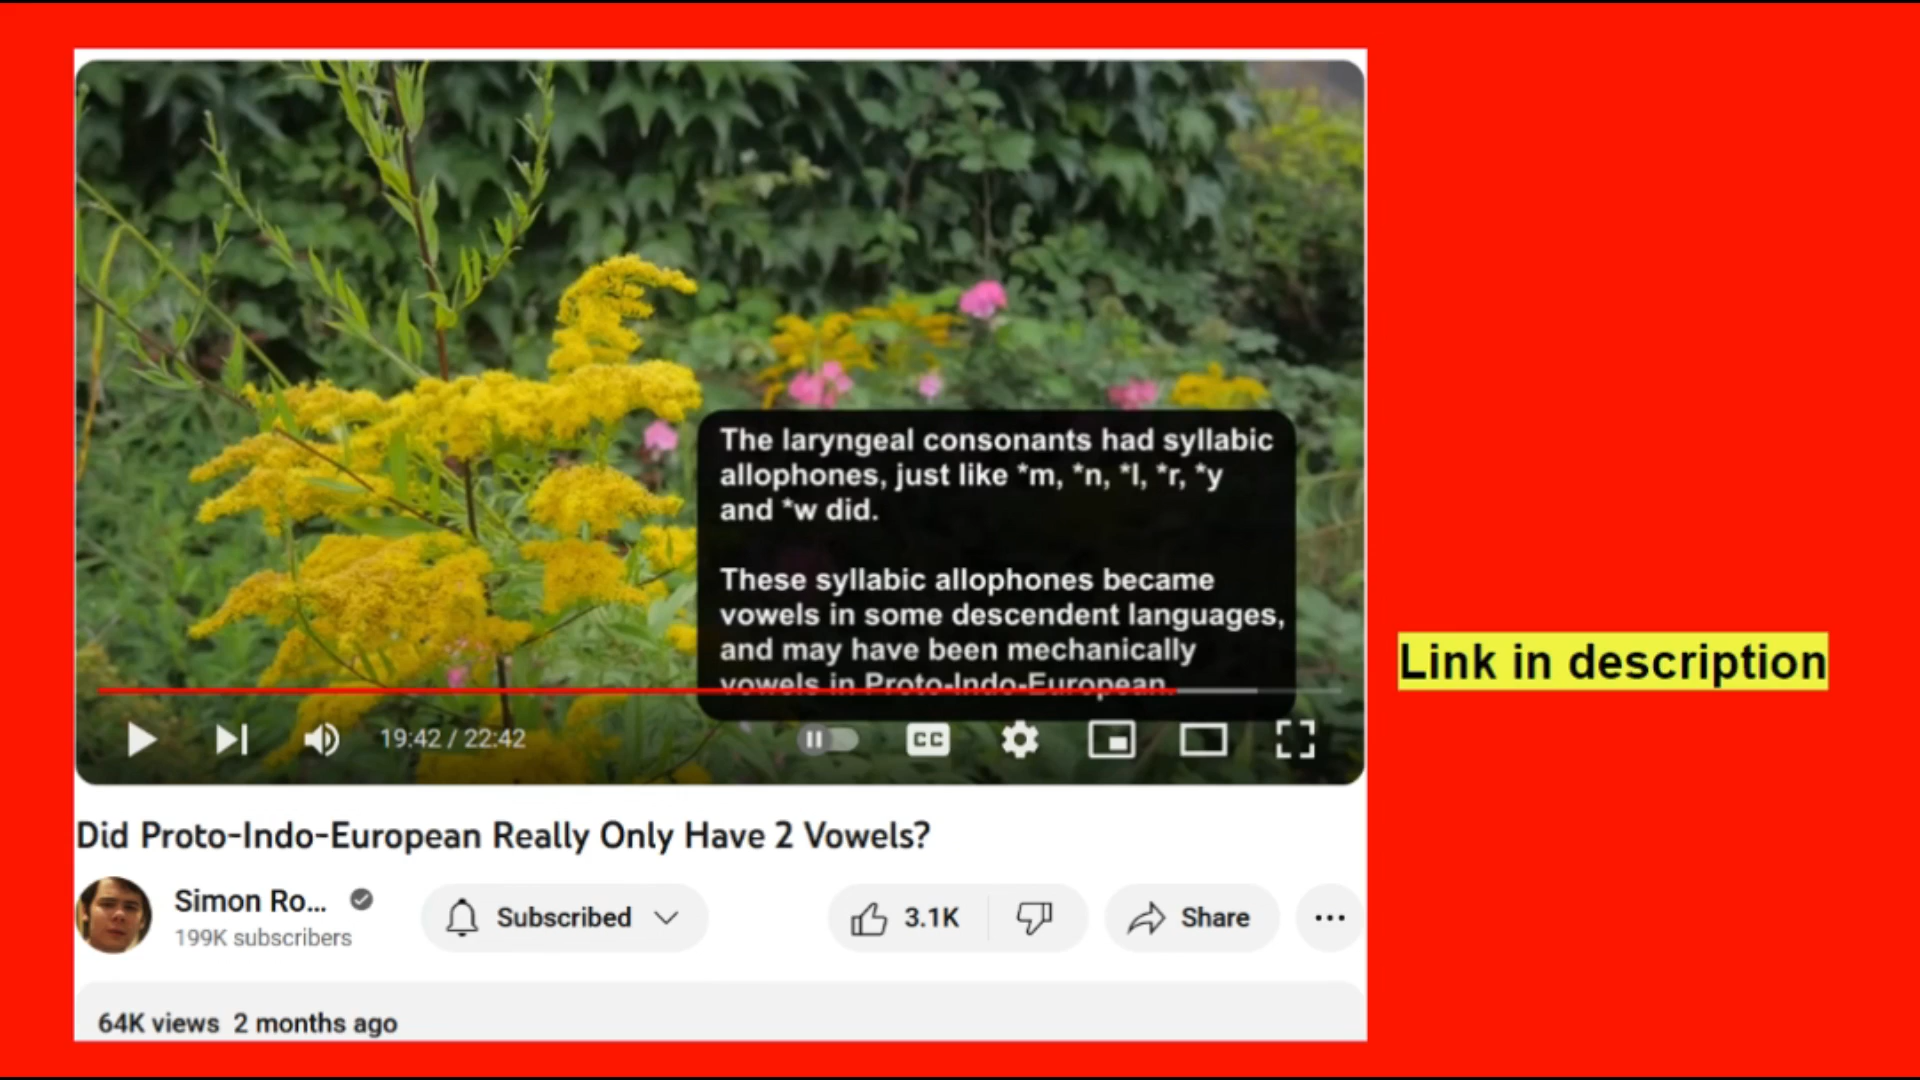 The laryngeal consonants had syllabic
allophones, just like *m, *n, *l, *r, *y
and *w did.
These syllabic allophones became
vowels in some descendent languages,
and may have been mechanically
vowels in Proto-Indo-European.
19:42 / 22:42
CC
Link in description
Did Proto-Indo-European Really Only Have 2 Vowels?
Simon Ro...
199K subscribers
Subscribed
3.1K
Share
64K views 2 months ago